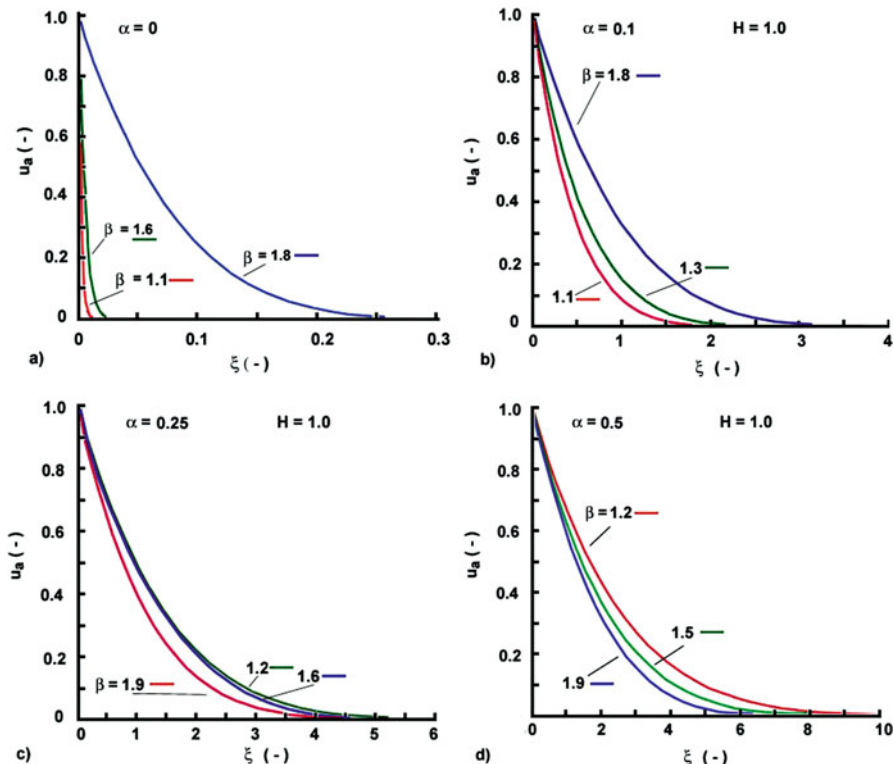 α = 0
1.0
0.8
0.6
0.4
0.2
0
u_a (-)
β = 1.6
β = 1.1
β = 1.8
0
0.1
0.2
0.3
ξ (-)
a)
α = 0.1 H = 1.0
1.0
0.8
0.6
0.4
0.2
0
u_a (-)
β = 1.8
1.3
1.1
0
1
2
3
4
ξ (-)
b)
α = 0.25 H = 1.0
1.0
0.8
0.6
0.4
0.2
0
u_a (-)
β = 1.9
1.2
1.6
0
1
2
3
4
5
6
ξ (-)
c)
α = 0.5 H = 1.0
1.0
0.8
0.6
0.4
0.2
u_a (-)
β = 1.2
1.5
1.9
0
2
4
6
8
10
ξ (-)
d)